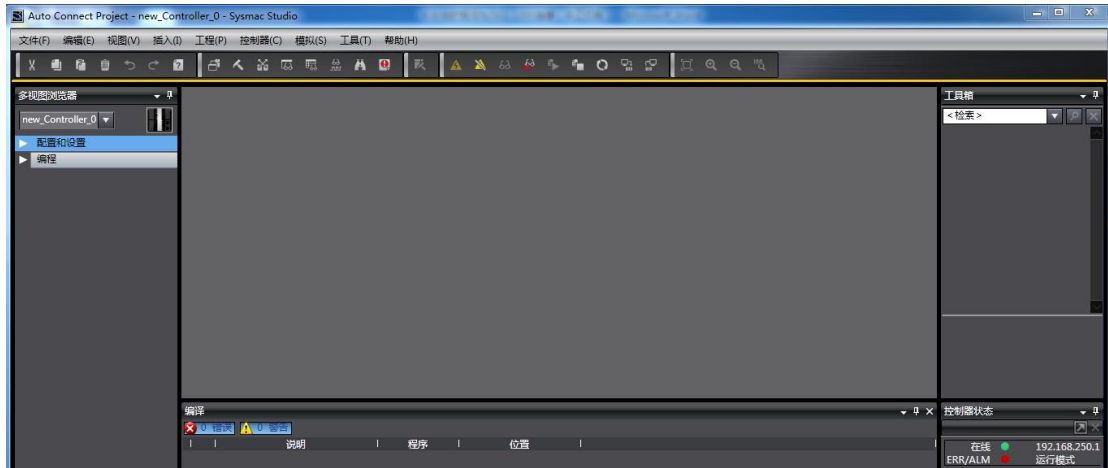 Auto Connect Project - new_Controller_0 - Sysmac Studio
文件(F) 编辑(E) 视图(V) 插入(I) 工程(P) 控制器(C) 模拟(S) 工具(T) 帮助(H)
多视图浏览器
new_Controller_0
配置和设置
编程
工具箱
<检索>
编译
0 错误 0 警告
说明 程序 位置
控制器状态
在线 192.168.250.1
ERR/ALM 运行模式